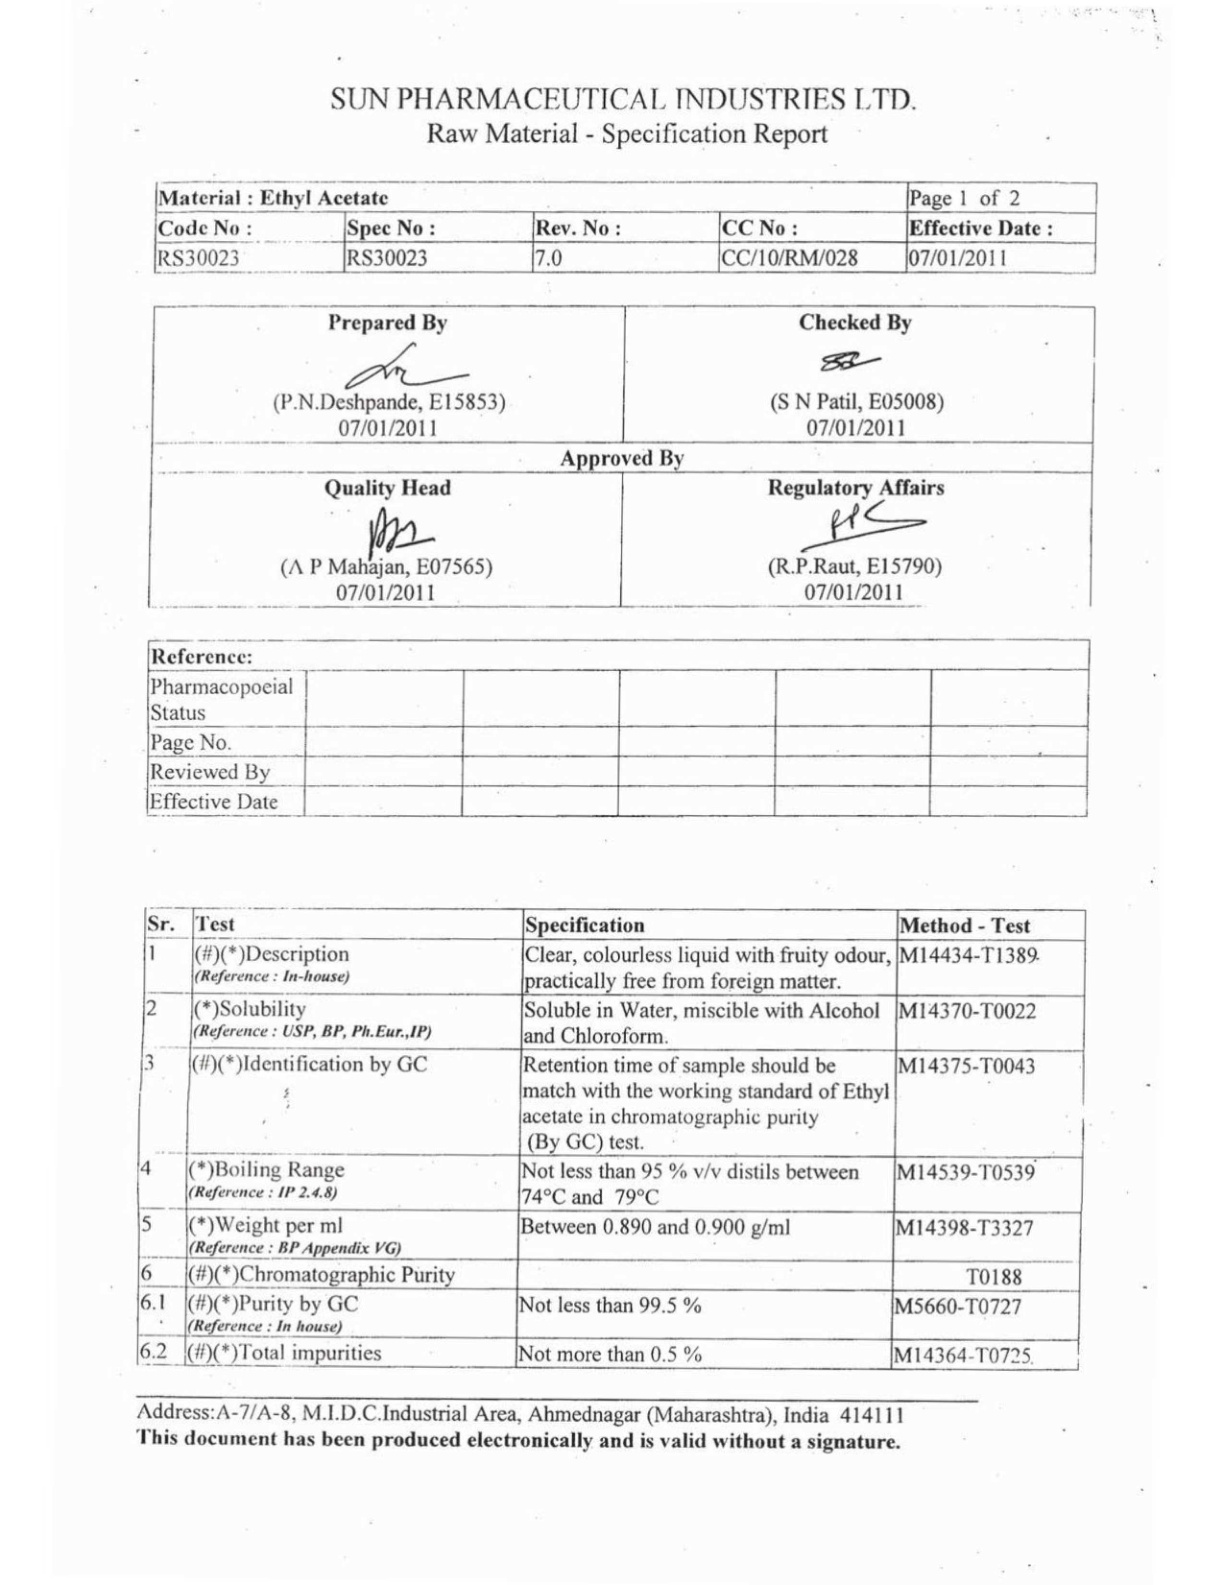 SUN PHARMACEUTICAL INDUSTRIES LTD.
Raw Material - Specification Report
Material : Ethyl Acetate Page 1 of 2
Code No : Spec No : Rev. No : CC No : Effective Date :
RS30023 RS30023 7.0 CC/10/RM/028 07/01/2011
Prepared By Checked By
(P.N.Deshpande, E15853) (S N Patil, E05008)
07/01/2011 07/01/2011
Approved By
Quality Head Regulatory Affairs
(A P Mahajan, E07565) (R.P.Raut, E15790)
07/01/2011 07/01/2011
Reference:
Pharmacopoeial
Status
Page No.
Reviewed By
Effective Date
Sr. Test Specification Method - Test
1 (#)(*)Description Clear, colourless liquid with fruity odour, M14434-T1389
(Reference : In-house) practically free from foreign matter.
2 (*)Solubility Soluble in Water, miscible with Alcohol M14370-T0022
(Reference : USP, BP, Ph.Eur.,IP) and Chloroform.
3 (#)(*)Identification by GC Retention time of sample should be M14375-T0043
match with the working standard of Ethyl
acetate in chromatographic purity
(By GC) test.
4 (*)Boiling Range Not less than 95 % v/v distils between M14539-T0539
(Reference : IP 2.4.8) 74°C and 79°C
5 (*)Weight per ml Between 0.890 and 0.900 g/ml M14398-T3327
(Reference : BP Appendix VG)
6 (#)(*)Chromatographic Purity T0188
6.1 (#)(*)Purity by GC Not less than 99.5 % M5660-T0727
(Reference : In house)
6.2 (#)(*)Total impurities Not more than 0.5 % M14364-T0725
Address:A-7/A-8, M.I.D.C.Industrial Area, Ahmednagar (Maharashtra), India 414111
This document has been produced electronically and is valid without a signature.